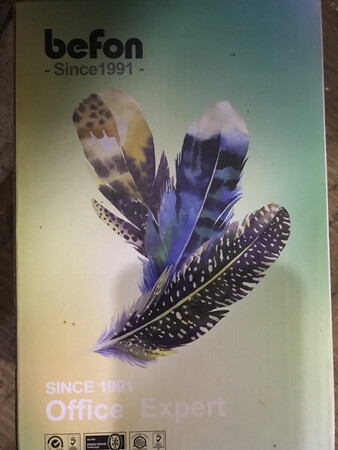 befon
- Since1991 -
SINCE 1991
Office Expert